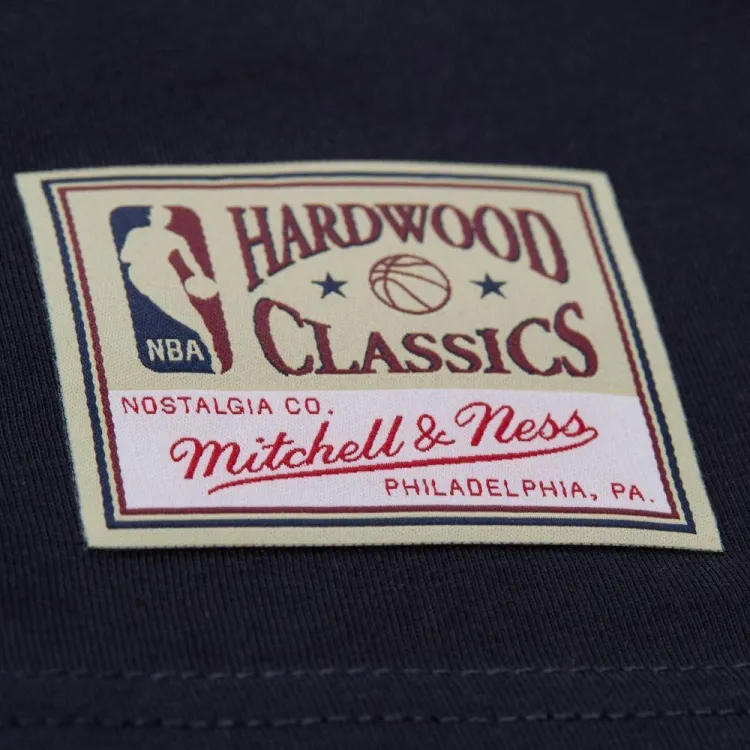 HARDWOOD
CLASSICS
NBA
NOSTALGIA CO.
Mitchell & Ness
PHILADELPHIA, PA.